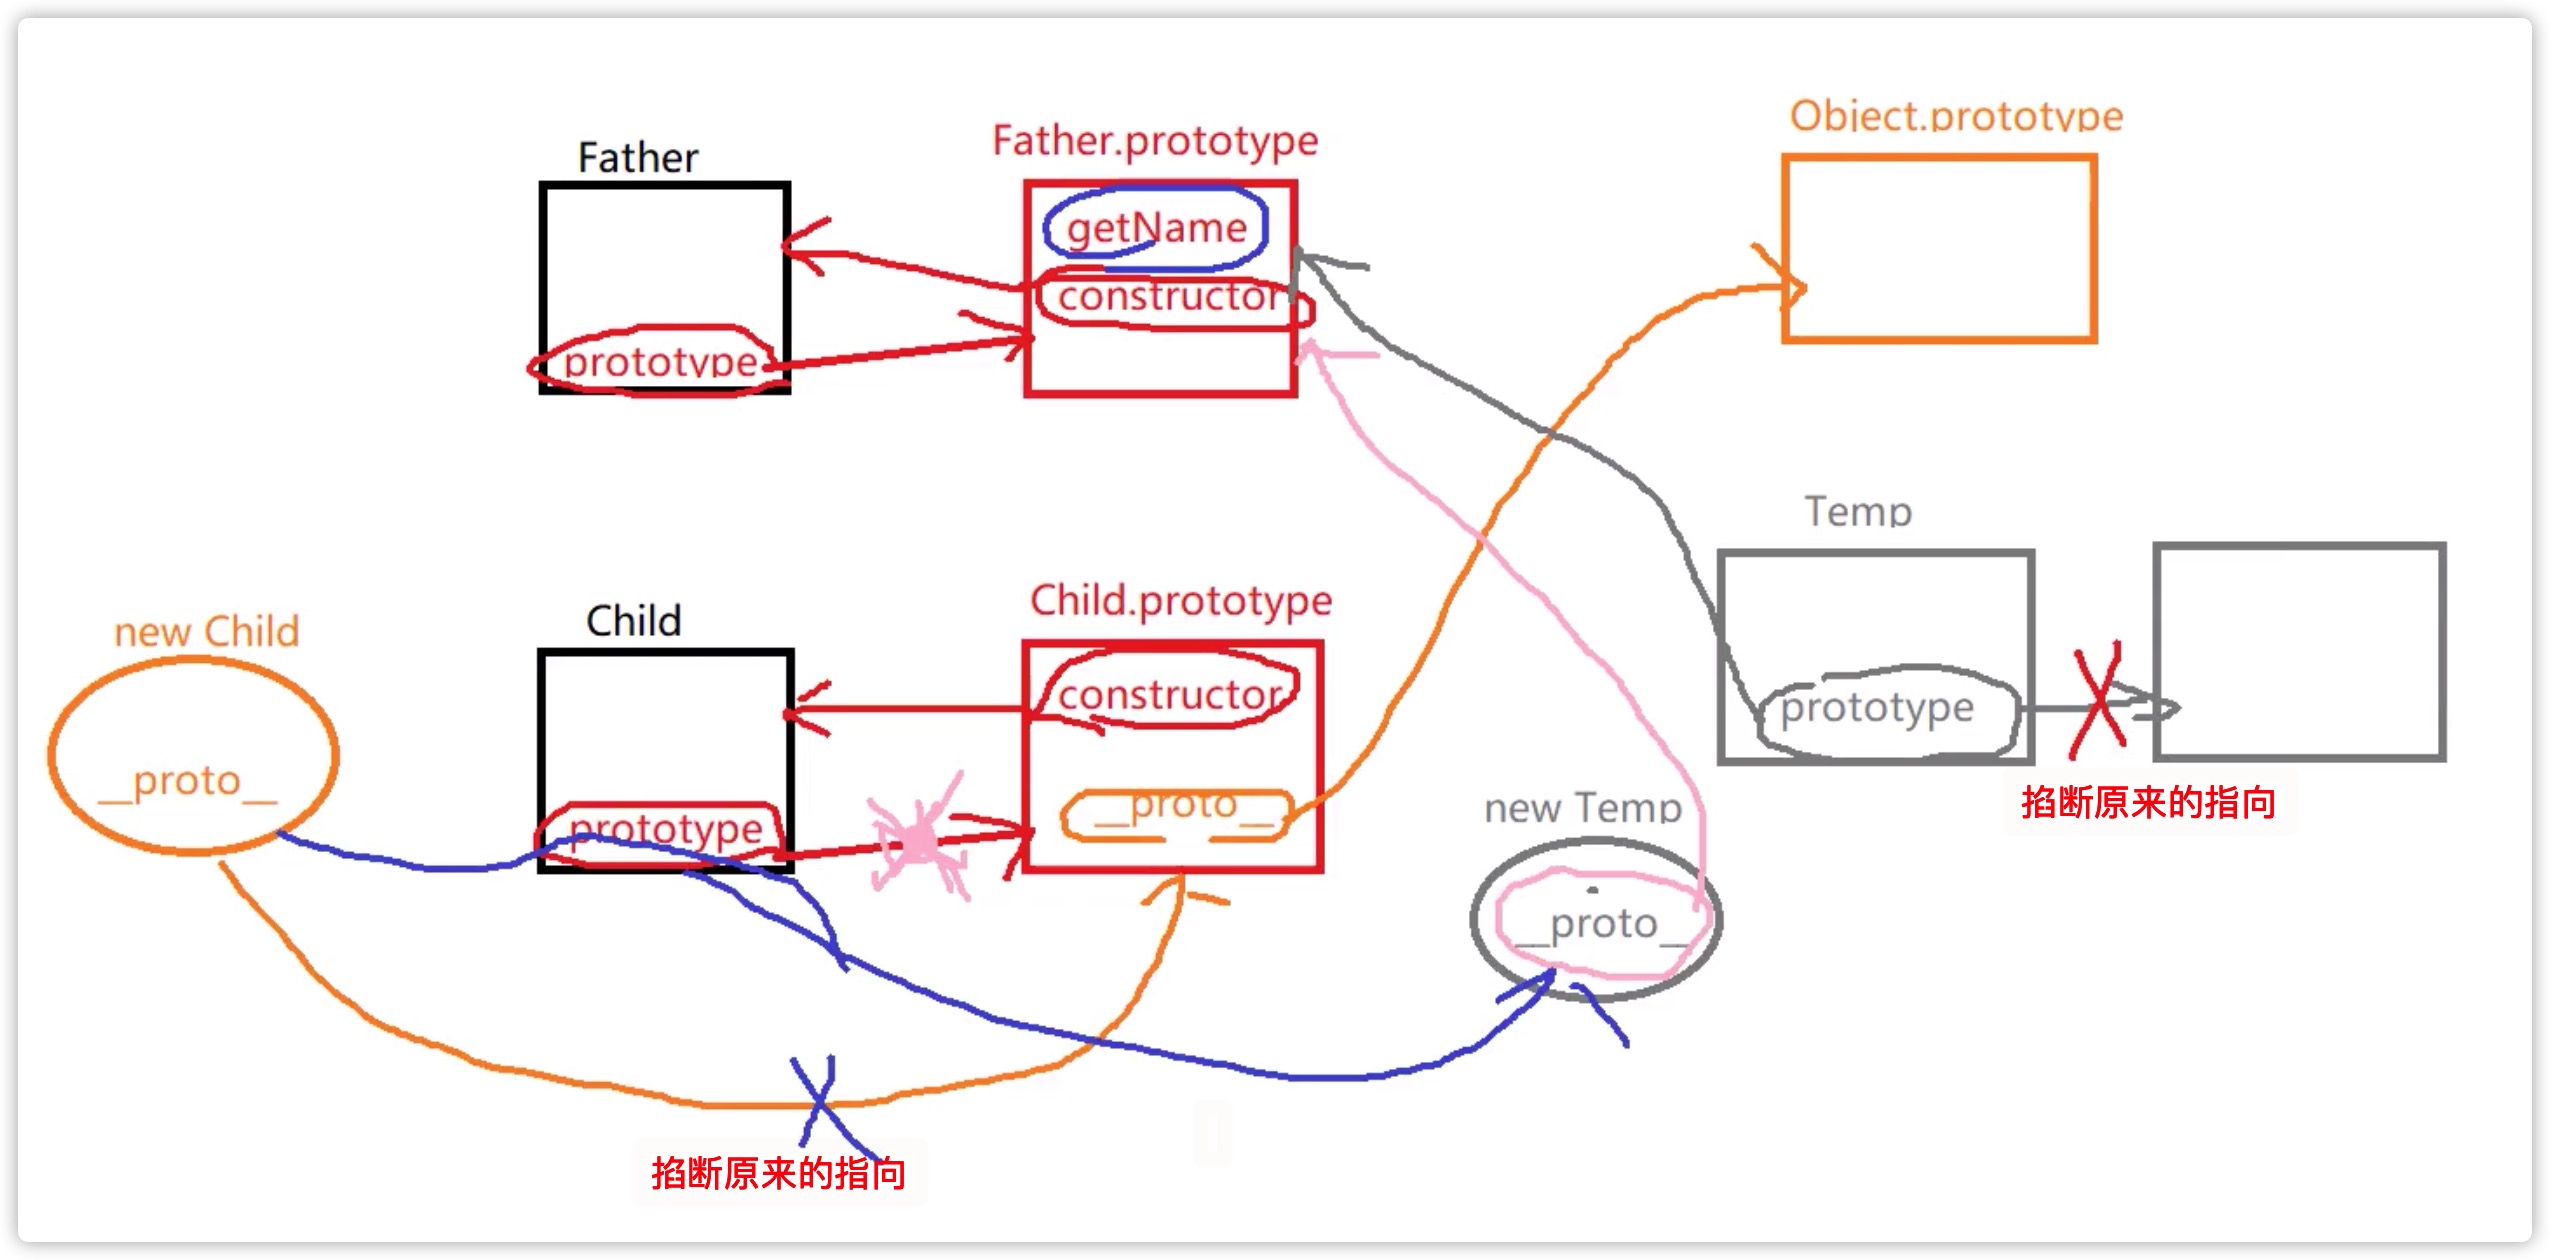 Object.prototype
Father.prototype
Father
getName
constructor
prototype
Temp
Child.prototype
Child
new Child
constructor
prototype
__proto__
__proto__
prototype
掐断原来的指向
new Temp
__proto__
掐断原来的指向